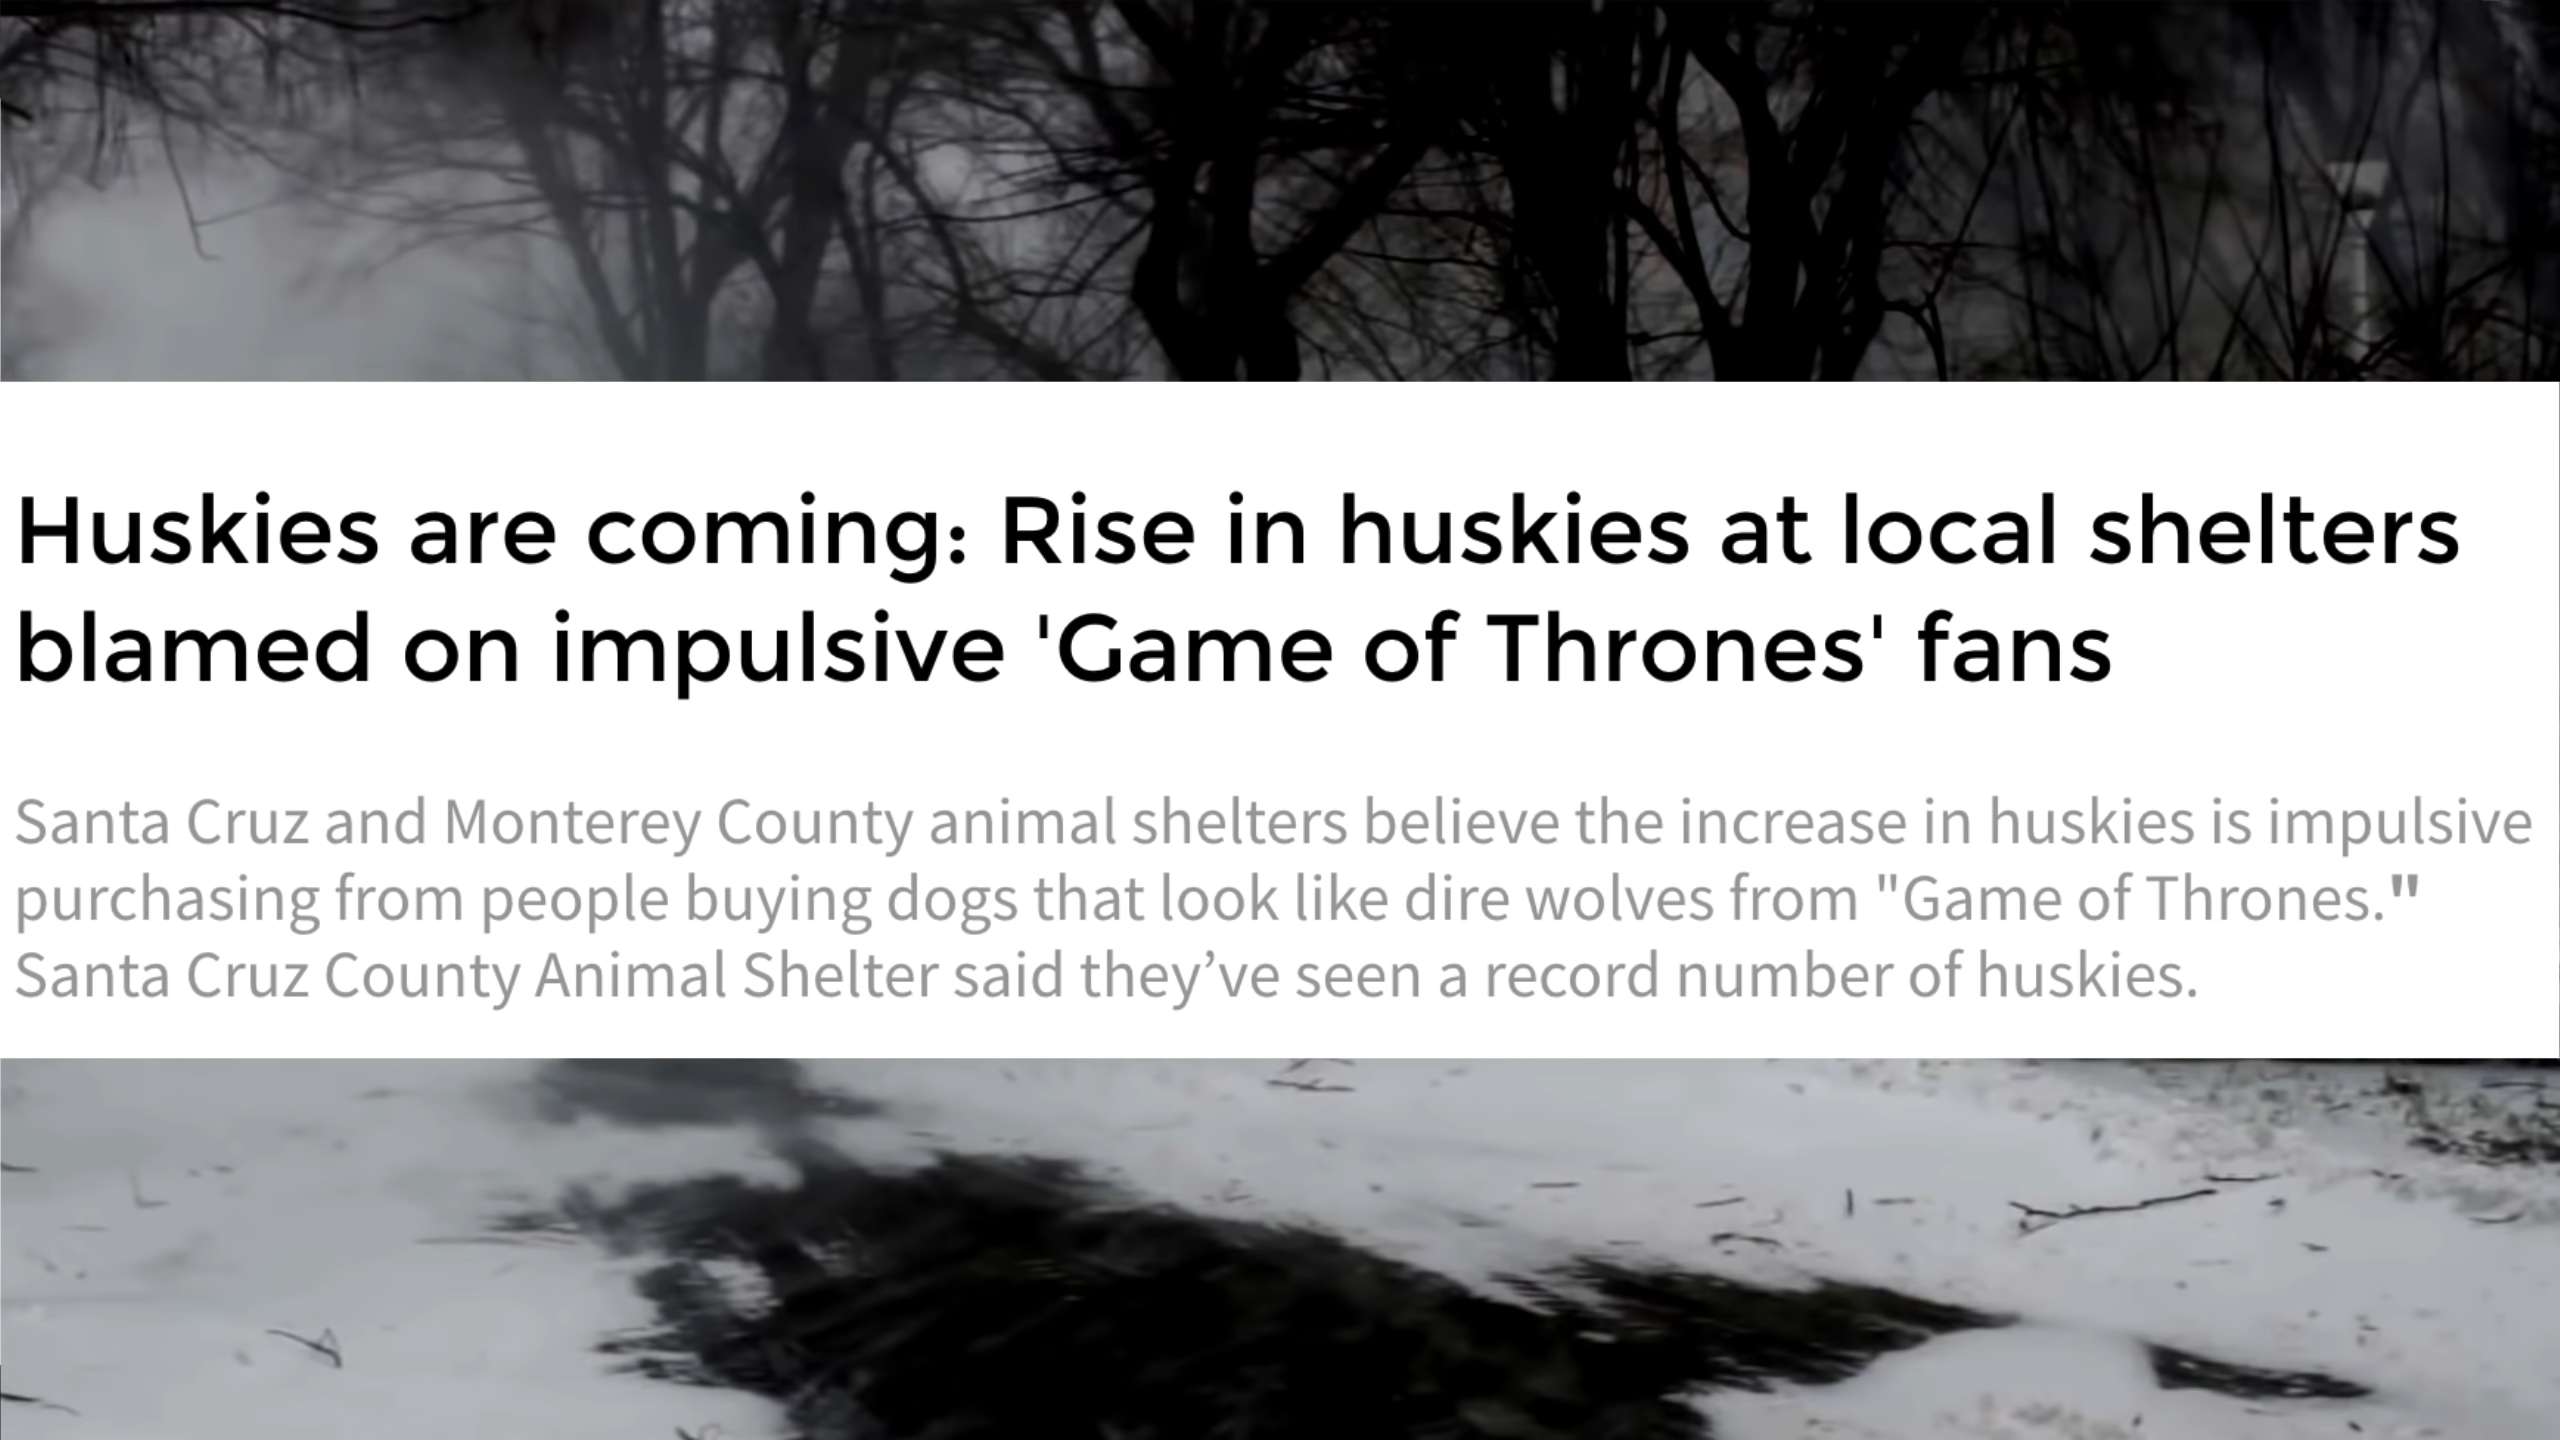 Huskies are coming: Rise in huskies at local shelters
blamed on impulsive 'Game of Thrones' fans
Santa Cruz and Monterey County animal shelters believe the increase in huskies is impulsive
purchasing from people buying dogs that look like dire wolves from "Game of Thrones."
Santa Cruz County Animal Shelter said they’ve seen a record number of huskies.